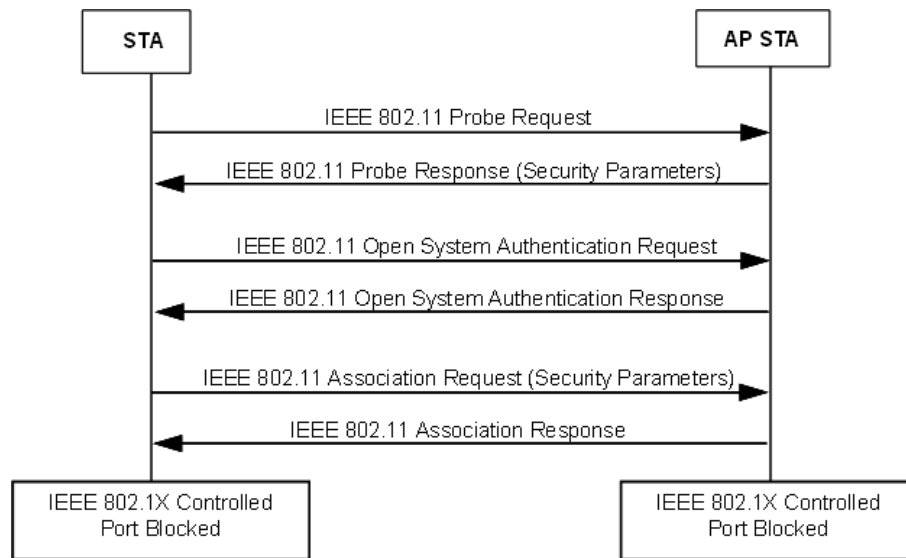 STA
AP STA
IEEE 802.11 Probe Request
IEEE 802.11 Probe Response (Security Parameters)
IEEE 802.11 Open System Authentication Request
IEEE 802.11 Open System Authentication Response
IEEE 802.11 Association Request (Security Parameters)
IEEE 802.11 Association Response
IEEE 802.1X Controlled
Port Blocked
IEEE 802.1X Controlled
Port Blocked